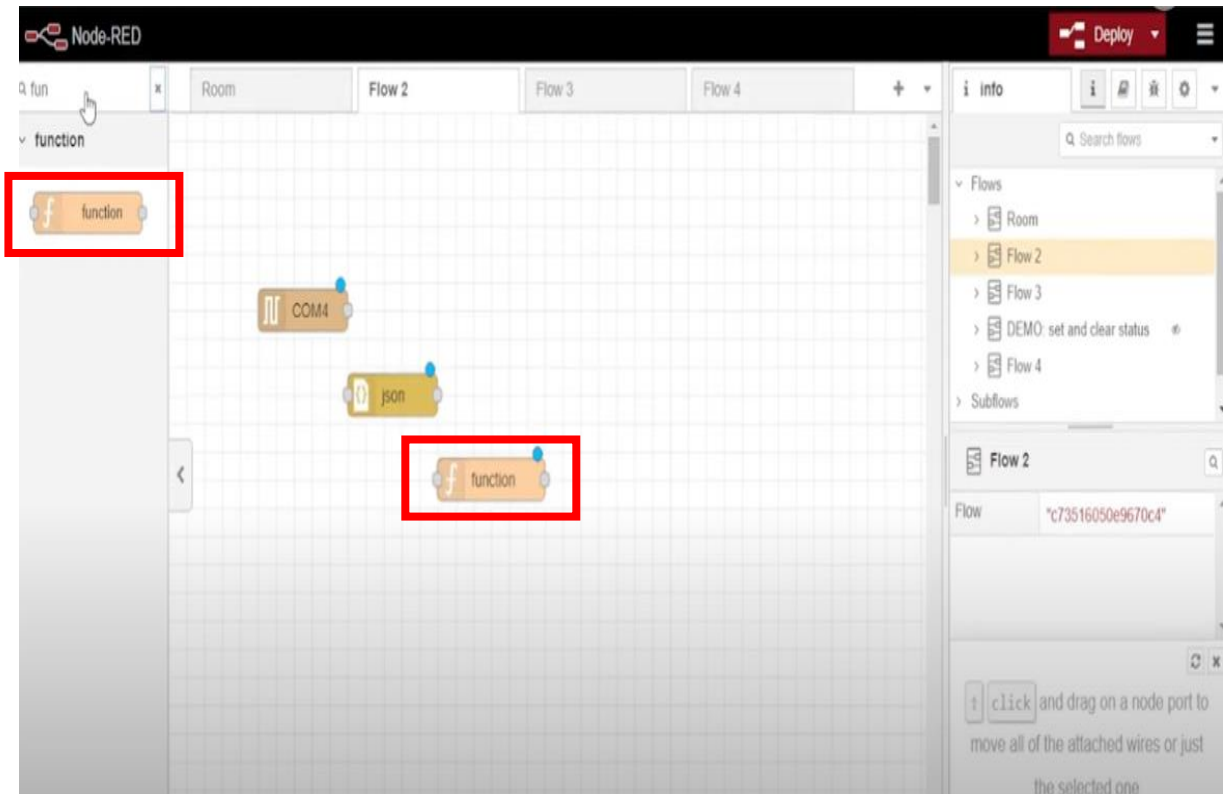 Node-RED
Deploy
fun
x
Room
Flow 2
Flow 3
Flow 4
+
i info
i
function
Search flows
function
Flows
Room
Flow 2
COM4
Flow 3
DEMO: set and clear status
Flow 4
json
Subflows
Flow 2
function
Flow
"c73516050e9670c4"
x
click and drag on a node port to
move all of the attached wires or just
the selected one